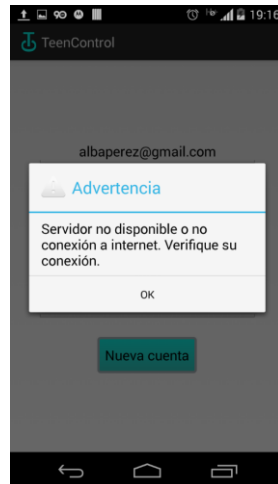 90
19:16
TeenControl
albaperez@gmail.com
Advertencia
Servidor no disponible o no
conexión a internet. Verifique su
conexión.
OK
Nueva cuenta